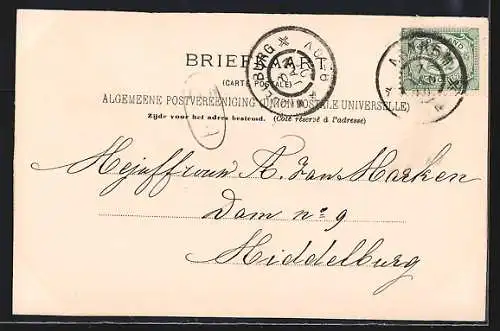 BRIEFKAART
(CARTE POSTALE)
ALGEMEENE POSTVEREENIGING (UNION POSTALE UNIVERSELLE)
Zijde voor het adres bestemd. (Côté réservé à l'adresse)
Mejuffrouw A. van Marken
Dam nº 9
Middelburg